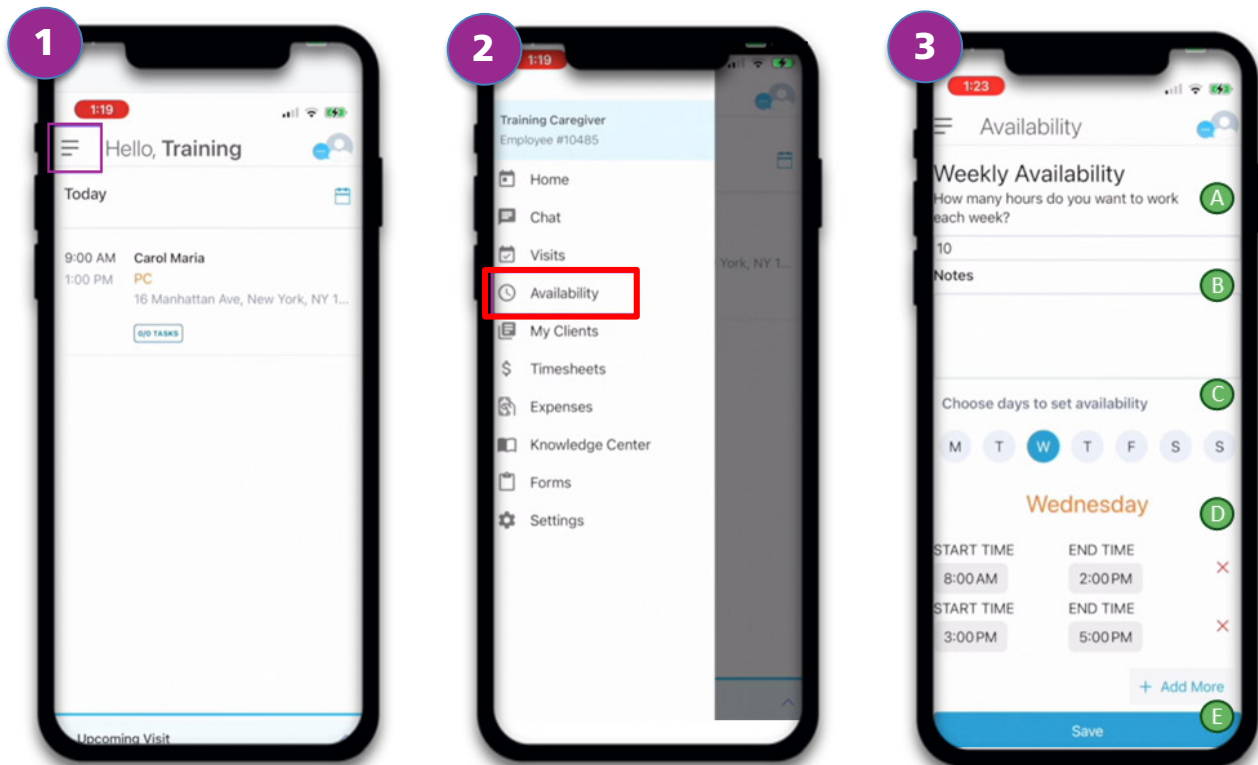 1
1:19
Hello, Training
Today
9:00 AM Carol Maria
1:00 PM PC
16 Manhattan Ave, New York, NY 1...
0/0 TASKS
Upcoming Visit
2
1:19
Training Caregiver
Employee #10485
Home
Chat
Visits
York, NY 1...
Availability
My Clients
Timesheets
Expenses
Knowledge Center
Forms
Settings
3
1:23
Availability
Weekly Availability
How many hours do you want to work A
each week?
10
Notes B
Choose days to set availability C
M T W T F S S
Wednesday D
START TIME END TIME
8:00 AM 2:00 PM
START TIME END TIME
3:00 PM 5:00 PM
+ Add More
Save E